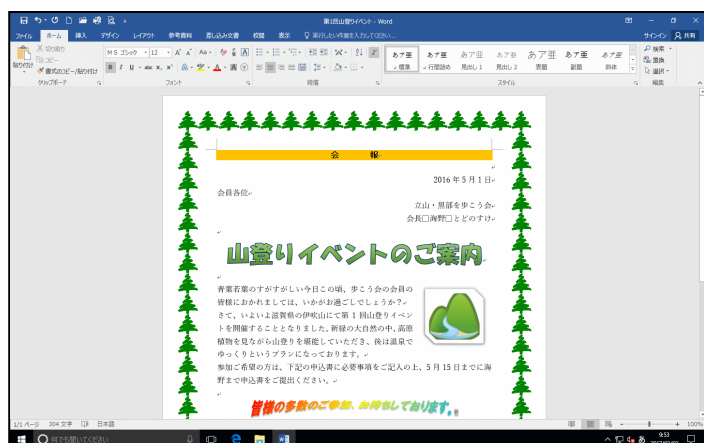 第1回山登りイベント - Word
ファイル ホーム 挿入 デザイン レイアウト 参考資料 差し込み文書 校閲 表示 実行したい作業を入力してください... サインイン 共有
貼り付け
切り取り
コピー
書式のコピー/貼り付け
クリップボード
MS ゴシック 12
フォント
段落
あア亜 あア亜 あア亜 あア亜 あア亜 あア亜 あア亜
標準 行間詰め 見出し 1 見出し 2 表題 副題 斜体
スタイル
検索
置換
選択
編集
会 報
2016 年 5 月 1 日
会員各位
立山・黒部を歩こう会
会長□海野□とどのすけ
山登りイベントのご案内
青葉若葉のすがすがしい今日この頃、歩こう会の会員の
皆様におかれましては、いかがお過ごしでしょうか？
さて、いよいよ滋賀県の伊吹山にて第 1 回山登りイベン
トを開催することとなりました。新緑の大自然の中、高原
植物を見ながら山登りを堪能していただき、後は温泉で
ゆっくりというプランになっております。
参加ご希望の方は、下記の申込書に必要事項をご記入の上、5 月 15 日までに海
野まで申込書をご提出ください。
皆様の多数のご参加、お待ちしております。
1/1 ページ 304 文字 日本語 100%
何でも聞いてください
9:53